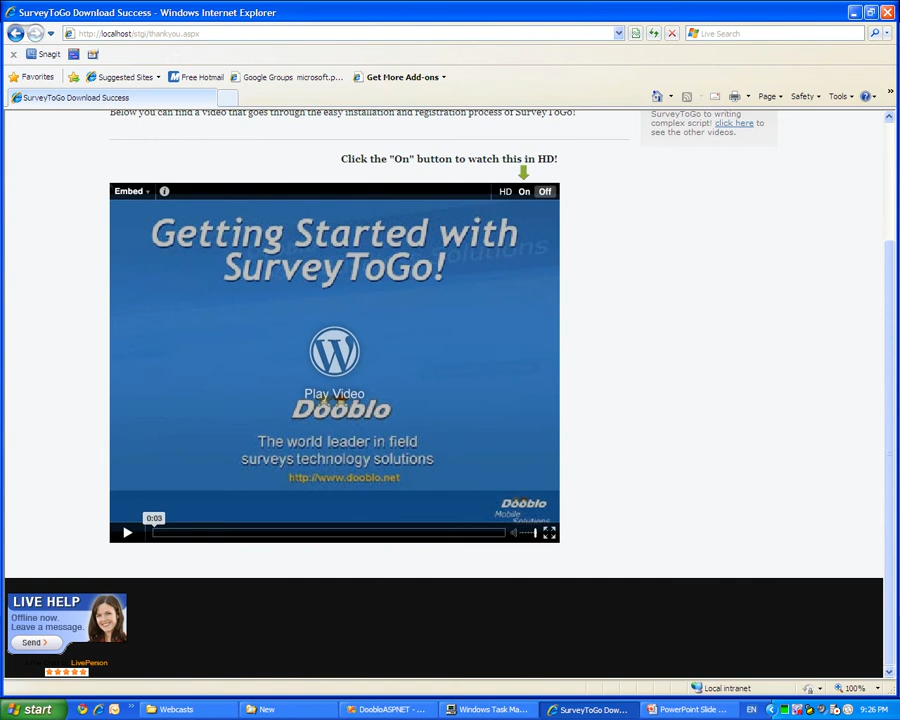 SurveyToGo Download Success - Windows Internet Explorer
http://localhost/stgi/thankyou.aspx
Live Search
x Snagit
Favorites Suggested Sites Free Hotmail Google Groups microsoft.p... Get More Add-ons
SurveyToGo Download Success
Page Safety Tools
Below you can find a video that goes through the easy installation and registration process of SurveyToGo!
SurveyToGo to writing
complex script! click here to
see the other videos.
Click the "On" button to watch this in HD!
Embed HD On Off
Getting Started with
SurveyToGo!
Play Video
Dooblo
The world leader in field
surveys technology solutions
http://www.dooblo.net
Dooblo
Mobile
Solutions
0:03
LIVE HELP
Offline now.
Leave a message.
Send >
LivePerson
Local intranet 100%
start Webcasts New DoobloASPNET - ... Windows Task Ma... SurveyToGo Dow... PowerPoint Slide ... EN 9:26 PM